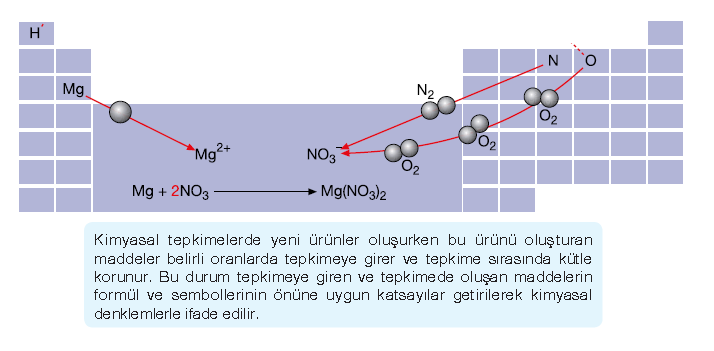 H
N O
Mg
N₂
O₂
O₂
Mg²⁺ NO₃⁻
O₂
Mg + 2NO₃ ⟶ Mg(NO₃)₂
Kimyasal tepkimelerde yeni ürünler oluşurken bu ürünü oluşturan
maddeler belirli oranlarda tepkimeye girer ve tepkime sırasında kütle
korunur. Bu durum tepkimeye giren ve tepkimede oluşan maddelerin
formül ve sembollerinin önüne uygun katsayılar getirilerek kimyasal
denklemlerle ifade edilir.